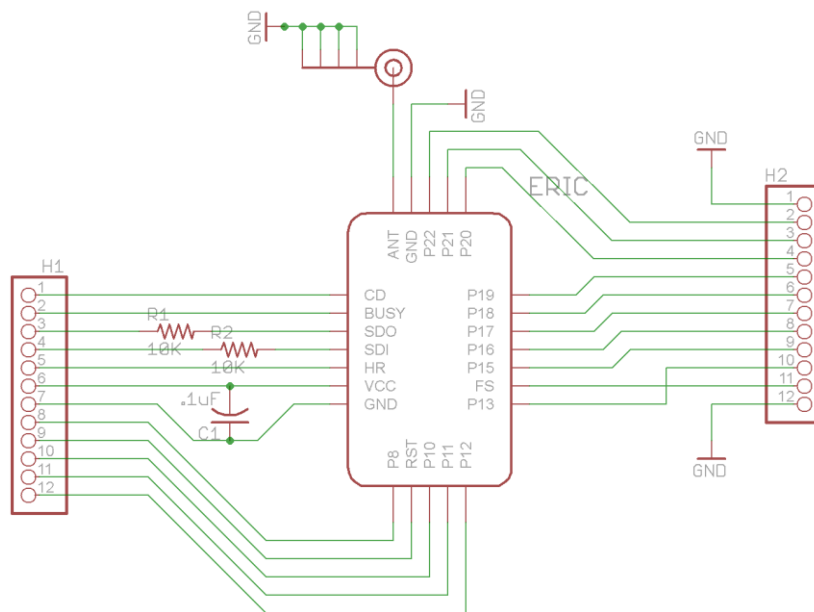 GND
GND
GND
ERIC
H2
1
2
3
4
5
6
7
8
9
10
11
12
GND
ANT
GND
P22
P21
P20
H1
1
2
3
4
5
6
7
8
9
10
11
12
R1
10K
R2
10K
.1uF
C1
CD
BUSY
SDO
SDI
HR
VCC
GND
P19
P18
P17
P16
P15
FS
P13
P8
RST
P10
P11
P12